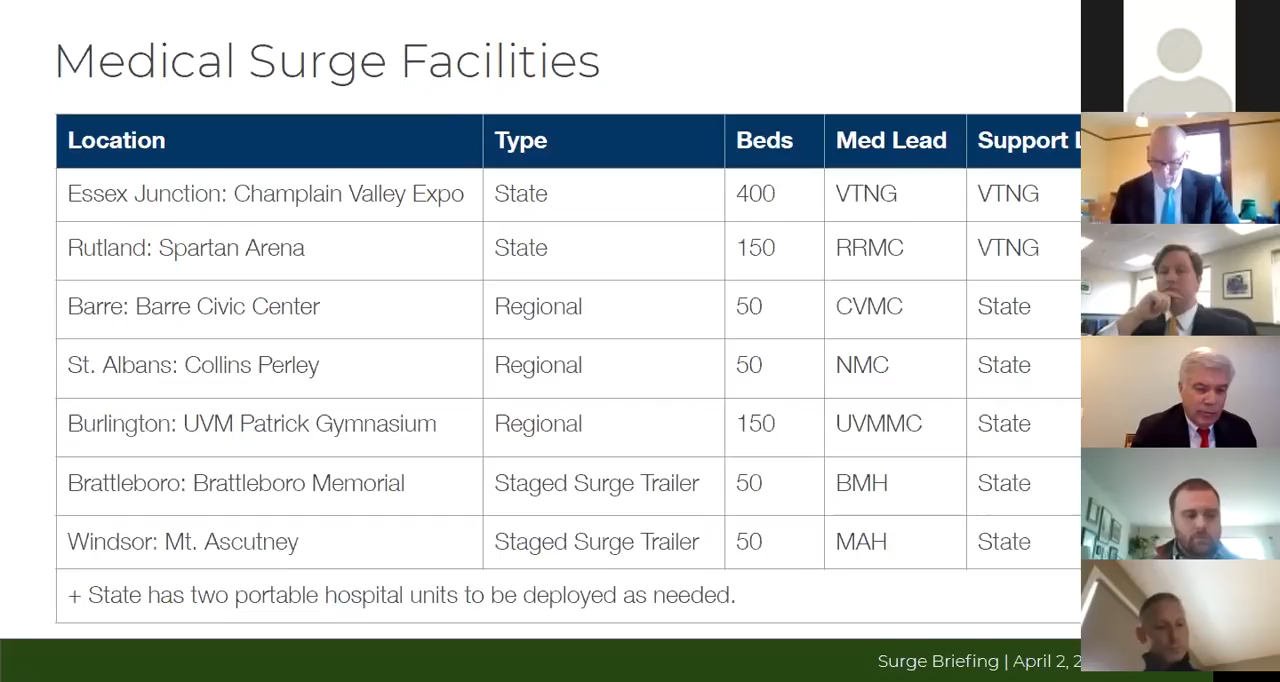 Medical Surge Facilities
Location Type Beds Med Lead Support
Essex Junction: Champlain Valley Expo State 400 VTNG VTNG
Rutland: Spartan Arena State 150 RRMC VTNG
Barre: Barre Civic Center Regional 50 CVMC State
St. Albans: Collins Perley Regional 50 NMC State
Burlington: UVM Patrick Gymnasium Regional 150 UVMMC State
Brattleboro: Brattleboro Memorial Staged Surge Trailer 50 BMH State
Windsor: Mt. Ascutney Staged Surge Trailer 50 MAH State
+ State has two portable hospital units to be deployed as needed.
Surge Briefing | April 2,